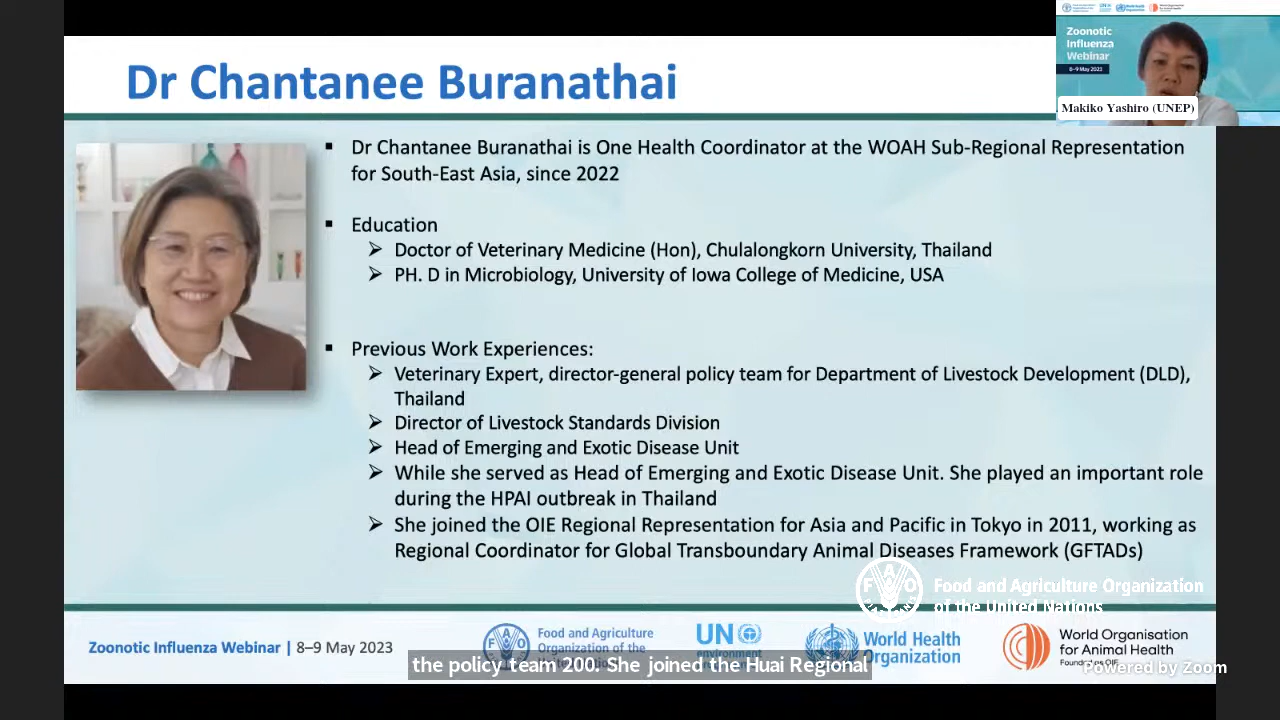 Dr Chantanee Buranathai
Zoonotic
Influenza
Webinar
8–9 May 2023
Makiko Yashiro (UNEP)
▪ Dr Chantanee Buranathai is One Health Coordinator at the WOAH Sub-Regional Representation
for South-East Asia, since 2022
▪ Education
➢ Doctor of Veterinary Medicine (Hon), Chulalongkorn University, Thailand
➢ PH. D in Microbiology, University of Iowa College of Medicine, USA
▪ Previous Work Experiences:
➢ Veterinary Expert, director-general policy team for Department of Livestock Development (DLD),
Thailand
➢ Director of Livestock Standards Division
➢ Head of Emerging and Exotic Disease Unit
➢ While she served as Head of Emerging and Exotic Disease Unit. She played an important role
during the HPAI outbreak in Thailand
➢ She joined the OIE Regional Representation for Asia and Pacific in Tokyo in 2011, working as
Regional Coordinator for Global Transboundary Animal Diseases Framework (GFTADs)
FAO Food and Agriculture Organization
of the United Nations
Zoonotic Influenza Webinar | 8–9 May 2023
FAO Food and Agriculture
Organization of the
UN
World Health
Organization
World Organisation
for Animal Health
the policy team 200. She joined the Huai Regional
Powered by Zoom